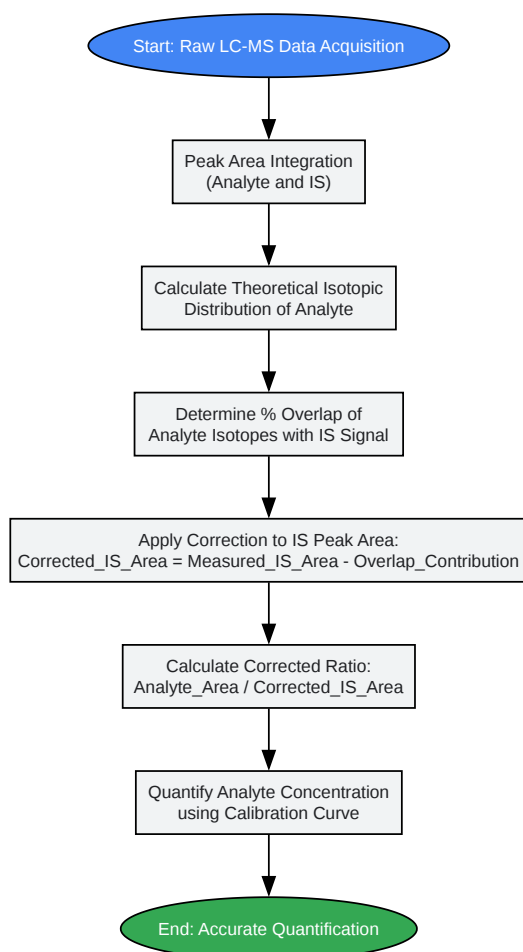 Start: Raw LC-MS Data Acquisition
Peak Area Integration
(Analyte and IS)
Calculate Theoretical Isotopic
Distribution of Analyte
Determine % Overlap of
Analyte Isotopes with IS Signal
Apply Correction to IS Peak Area:
Corrected_IS_Area = Measured_IS_Area - Overlap_Contribution
Calculate Corrected Ratio:
Analyte_Area / Corrected_IS_Area
Quantify Analyte Concentration
using Calibration Curve
End: Accurate Quantification